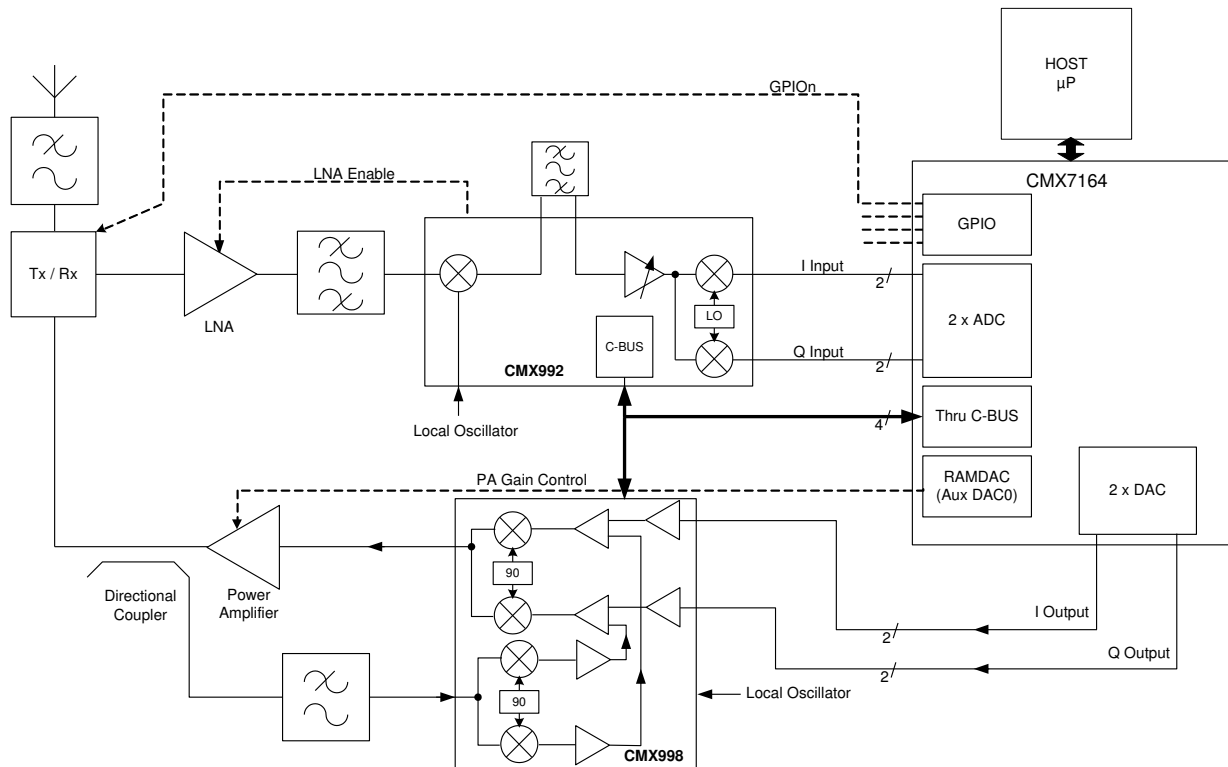 HOST
µP
GPIOn
CMX7164
LNA Enable
GPIO
Tx / Rx
I Input
2
LO
2 x ADC
LNA
C-BUS
Q Input
2
CMX992
Thru C-BUS
4
Local Oscillator
RAMDAC
(Aux DAC0)
PA Gain Control
2 x DAC
90
Directional
Coupler
Power
Amplifier
I Output
2
Q Output
2
90
Local Oscillator
CMX998